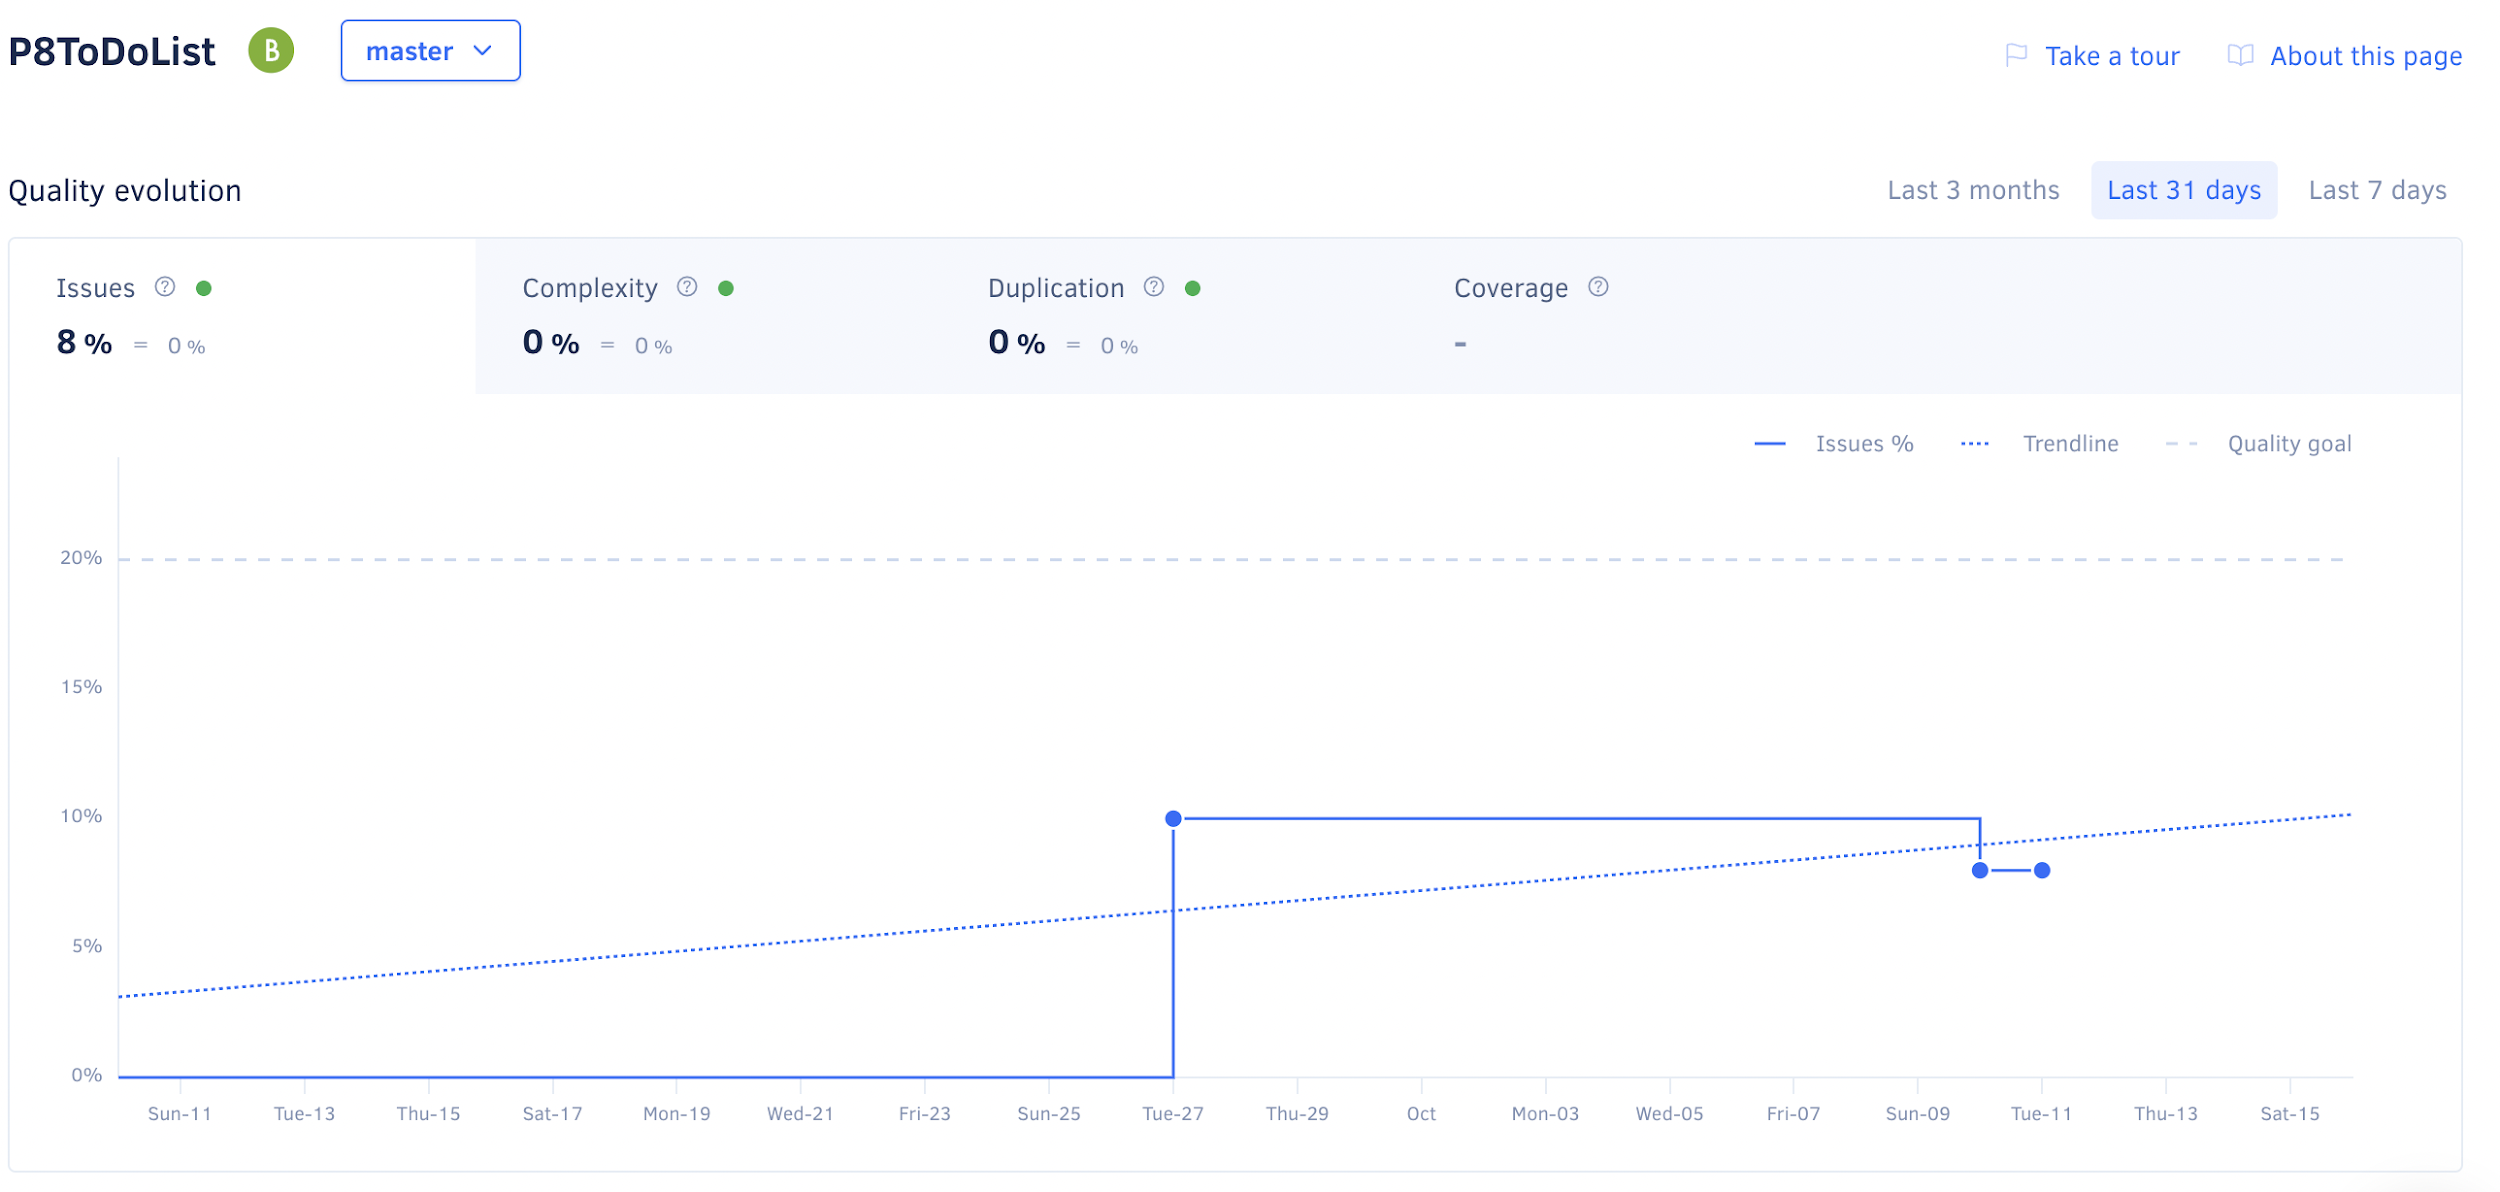 P8ToDoList B master Take a tour About this page
Quality evolution Last 3 months Last 31 days Last 7 days
Issues ? Complexity ? Duplication ? Coverage ?
8 % = 0 % 0 % = 0 % 0 % = 0 % -
Issues % Trendline Quality goal
20%
15%
10%
5%
0%
Sun-11 Tue-13 Thu-15 Sat-17 Mon-19 Wed-21 Fri-23 Sun-25 Tue-27 Thu-29 Oct Mon-03 Wed-05 Fri-07 Sun-09 Tue-11 Thu-13 Sat-15